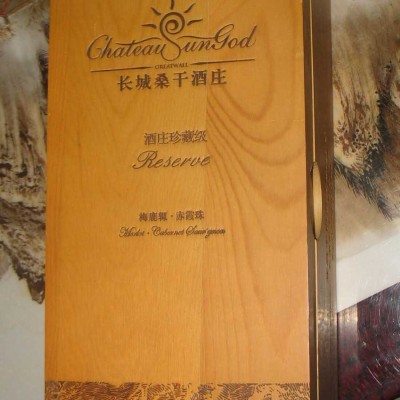 Chateau SunGod
GREATWALL
长城桑干酒庄
酒庄珍藏级
Reserve
梅鹿辄·赤霞珠
Merlot · Cabernet Sauvignon